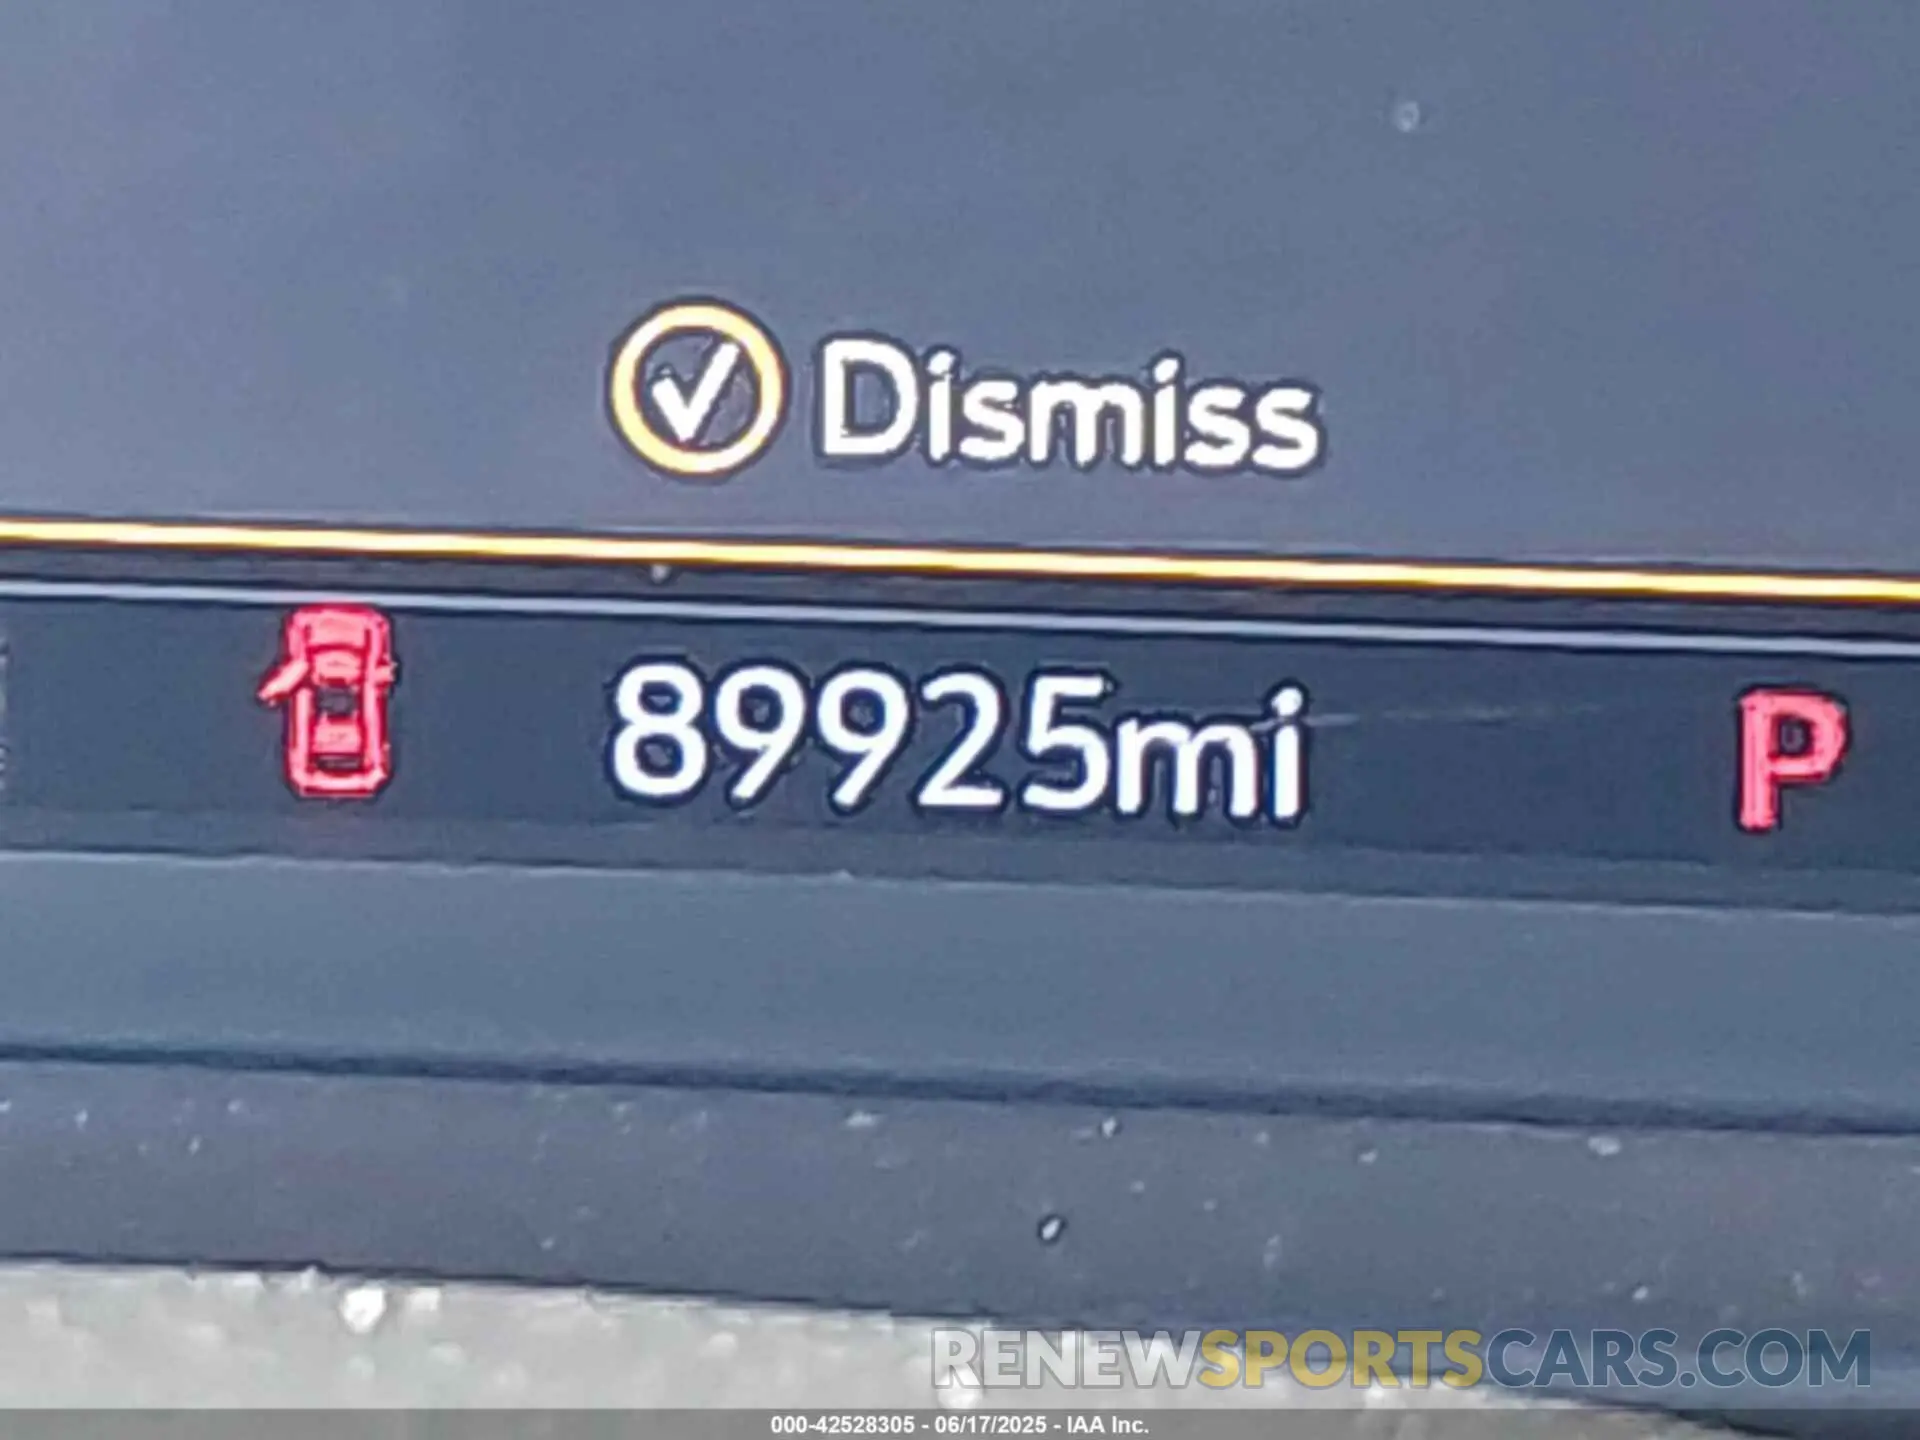 Dismiss
89925mi P
RENEWSPORTSCARS.COM
000-42528305 - 06/17/2025 - IAA Inc.